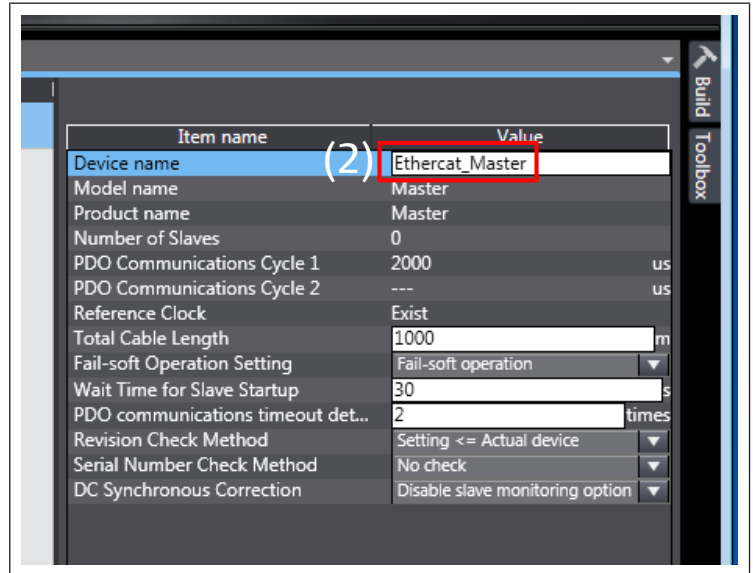 Item name Value
(2)
Device name Ethercat_Master
Model name Master
Product name Master
Number of Slaves 0
PDO Communications Cycle 1 2000 us
PDO Communications Cycle 2 --- us
Reference Clock Exist
Total Cable Length 1000 m
Fail-soft Operation Setting Fail-soft operation
Wait Time for Slave Startup 30 s
PDO communications timeout det... 2 times
Revision Check Method Setting <= Actual device
Serial Number Check Method No check
DC Synchronous Correction Disable slave monitoring option
Build
Toolbox